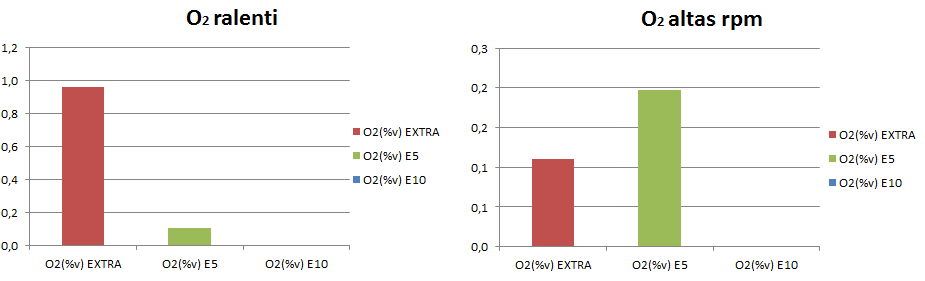 O2 ralenti
1,2
1,0
0,8
0,6
0,4
0,2
0,0
O2(%v) EXTRA
O2(%v) E5
O2(%v) E10
O2(%v) EXTRA
O2(%v) E5
O2(%v) E10
O2 altas rpm
0,3
0,2
0,2
0,1
0,1
0,0
O2(%v) EXTRA
O2(%v) E5
O2(%v) E10
O2(%v) EXTRA
O2(%v) E5
O2(%v) E10